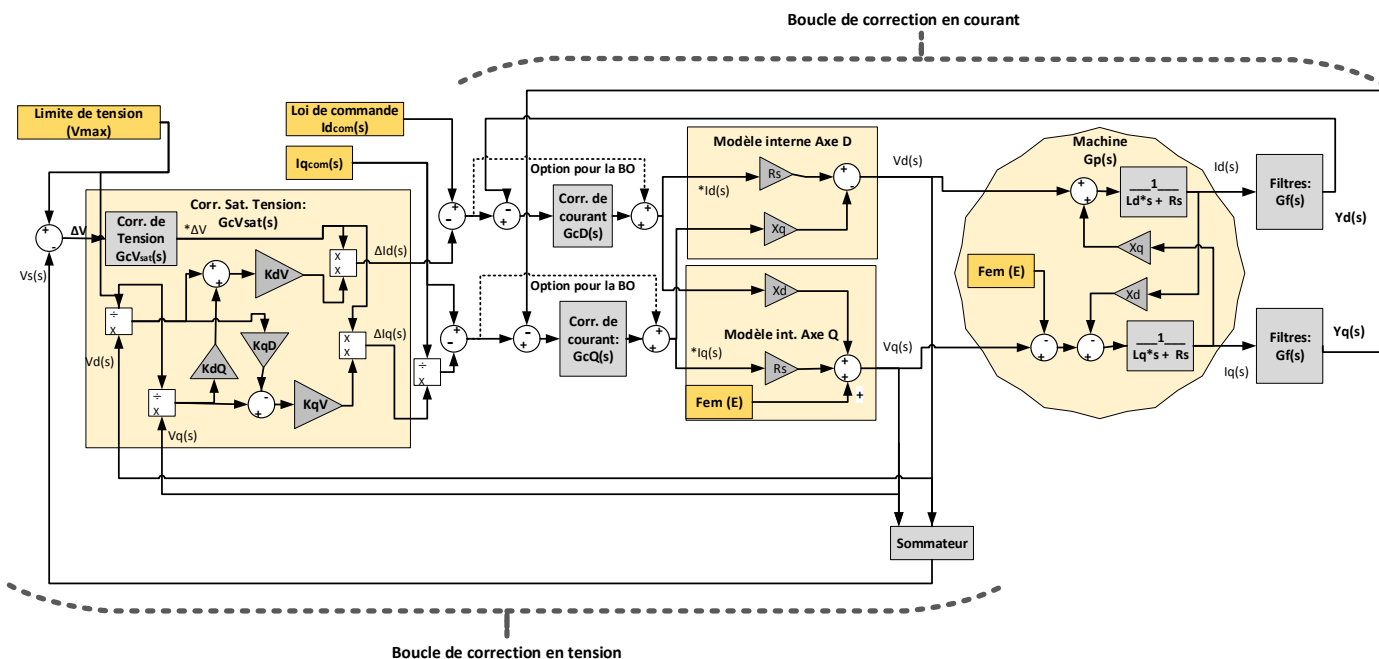 Boucle de correction en courant
Limite de tension
(Vmax)
Loi de commande
Idcom(s)
Iqcom(s)
Option pour la BO
Modèle interne Axe D
Vd(s)
Machine
Gp(s)
Id(s)
Filtres:
Gf(s)
Yd(s)
*Id(s)
Rs
Xq
+
-
1
Ld*s + Rs
Corr. Sat. Tension:
GcVsat(s)
Corr. de
Tension
GcVsat(s)
ΔV
*ΔV
Vs(s)
Corr. de
courant
GcD(s)
ΔId(s)
KdV
x
x
÷
x
KqD
KdQ
ΔIq(s)
Vd(s)
KqV
Vq(s)
Option pour la BO
Corr. de
courant:
GcQ(s)
Xd
Modèle int. Axe Q
*Iq(s)
Rs
Fem (E)
Vq(s)
Fem (E)
Xq
Xd
1
Lq*s + Rs
Iq(s)
Filtres:
Gf(s)
Yq(s)
Sommateur
Boucle de correction en tension